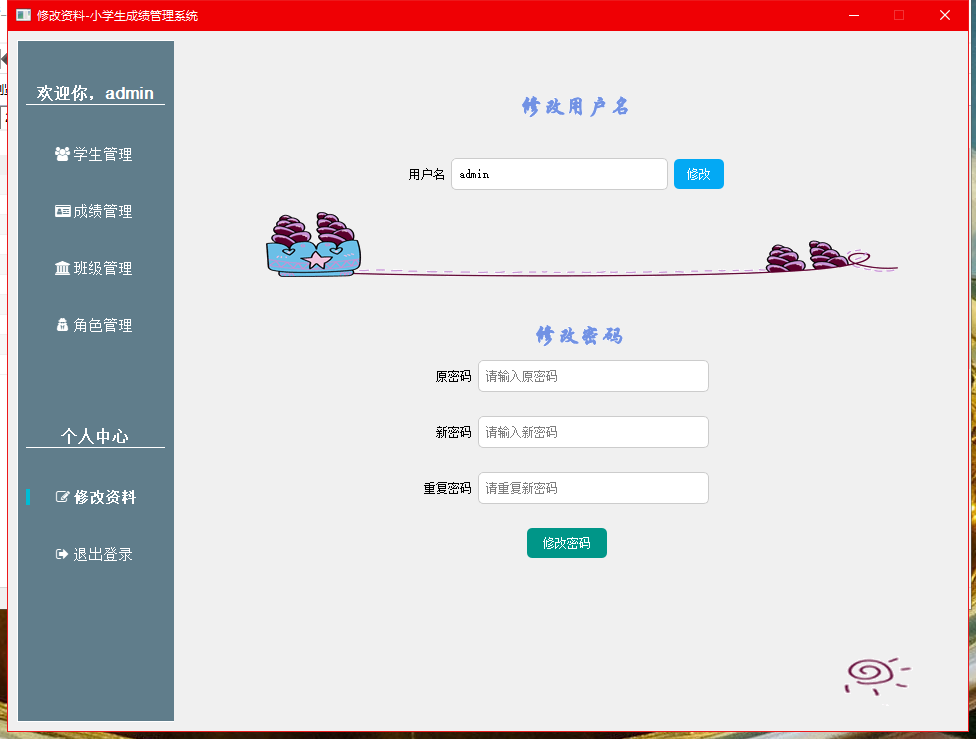 修改资料-小学生成绩管理系统
欢迎你，admin
学生管理
成绩管理
班级管理
角色管理
个人中心
修改资料
退出登录
修改用户名
用户名 admin 修改
修改密码
原密码 请输入原密码
新密码 请输入新密码
重复密码 请重复新密码
修改密码